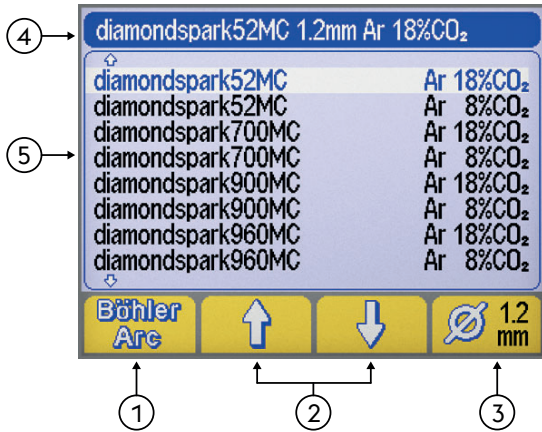 4 diamondspark52MC 1.2mm Ar 18%CO₂
diamondspark52MC Ar 18%CO₂
diamondspark52MC Ar 8%CO₂
diamondspark700MC Ar 18%CO₂
5 diamondspark700MC Ar 8%CO₂
diamondspark900MC Ar 18%CO₂
diamondspark900MC Ar 8%CO₂
diamondspark960MC Ar 18%CO₂
diamondspark960MC Ar 8%CO₂
Böhler Ø 1.2
Arc mm
1 2 3